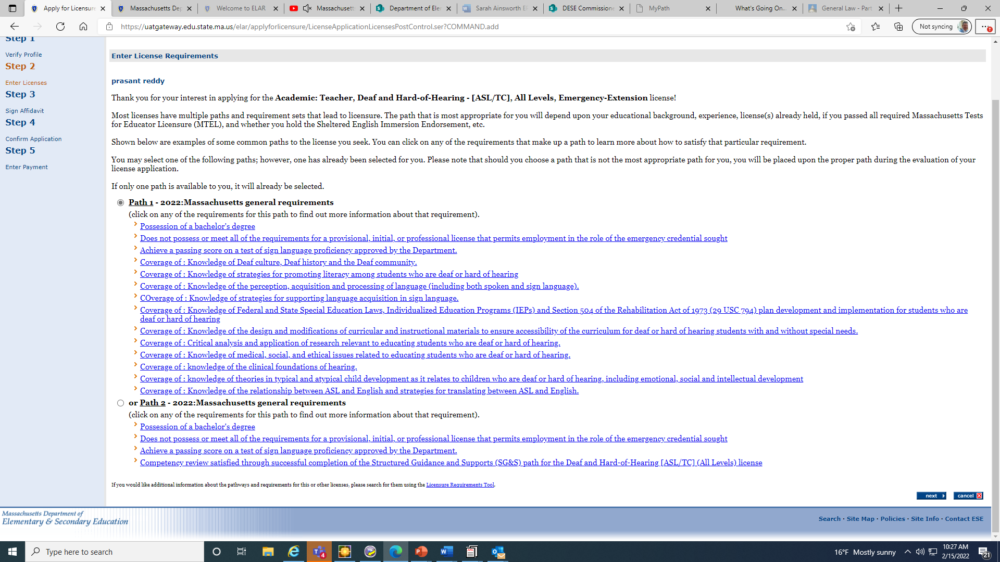 Apply for Licensure
Massachusetts De
Welcome to ELAR
Massachusett
Department of Ele
Sarah Ainsworth E
DESE Commissione
MyPath
What's Going On...
General Law - Part
https://uatgateway.edu.state.ma.us/elar/applyforlicensure/LicenseApplicationLicensesPostControl.ser?COMMAND.add
Not syncing
Step 1
Verify Profile
Step 2
Enter Licenses
Step 3
Sign Affidavit
Step 4
Confirm Application
Step 5
Enter Payment
Enter License Requirements
prasant reddy
Thank you for your interest in applying for the Academic: Teacher, Deaf and Hard-of-Hearing - [ASL/TC], All Levels, Emergency-Extension license!
Most licenses have multiple paths and requirement sets that lead to licensure. The path that is most appropriate for you will depend upon your educational background, experience, license(s) already held, if you passed all required Massachusetts Tests
for Educator Licensure (MTEL), and whether you hold the Sheltered English Immersion Endorsement, etc.
Shown below are examples of some common paths to the license you seek. You can click on any of the requirements that make up a path to learn more about how to satisfy that particular requirement.
You may select one of the following paths; however, one has already been selected for you. Please note that should you choose a path that is not the most appropriate path for you, you will be placed upon the proper path during the evaluation of your
license application.
If only one path is available to you, it will already be selected.
Path 1 - 2022:Massachusetts general requirements
(click on any of the requirements for this path to find out more information about that requirement).
Possession of a bachelor's degree
Does not possess or meet all of the requirements for a provisional, initial, or professional license that permits employment in the role of the emergency credential sought
Achieve a passing score on a test of sign language proficiency approved by the Department.
Coverage of : Knowledge of Deaf culture, Deaf history and the Deaf community.
Coverage of : Knowledge of strategies for promoting literacy among students who are deaf or hard of hearing
Coverage of : Knowledge of the perception, acquisition and processing of language (including both spoken and sign language).
COverage of : Knowledge of strategies for supporting language acquisition in sign language.
Coverage of : Knowledge of Federal and State Special Education Laws, Individualized Education Programs (IEPs) and Section 504 of the Rehabilitation Act of 1973 (29 USC 794) plan development and implementation for students who are
deaf or hard of hearing
Coverage of : Knowledge of the design and modifications of curricular and instructional materials to ensure accessibility of the curriculum for deaf or hard of hearing students with and without special needs.
Coverage of : Critical analysis and application of research relevant to educating students who are deaf or hard of hearing.
Coverage of : Knowledge of medical, social, and ethical issues related to educating students who are deaf or hard of hearing.
Coverage of : knowledge of the clinical foundations of hearing.
Coverage of : knowledge of theories in typical and atypical child development as it relates to children who are deaf or hard of hearing, including emotional, social and intellectual development
Coverage of : Knowledge of the relationship between ASL and English and strategies for translating between ASL and English.
or Path 2 - 2022:Massachusetts general requirements
(click on any of the requirements for this path to find out more information about that requirement).
Possession of a bachelor's degree
Does not possess or meet all of the requirements for a provisional, initial, or professional license that permits employment in the role of the emergency credential sought
Achieve a passing score on a test of sign language proficiency approved by the Department.
Competency review satisfied through successful completion of the Structured Guidance and Supports (SG&S) path for the Deaf and Hard-of-Hearing [ASL/TC] (All Levels) license
If you would like additional information about the pathways and requirements for this or other licenses, please search for them using the Licensure Requirements Tool.
next cancel
Massachusetts Department of
Elementary & Secondary Education
Search · Site Map · Policies · Site Info · Contact ESE
Type here to search
4
16°F Mostly sunny
10:27 AM
2/15/2022
21